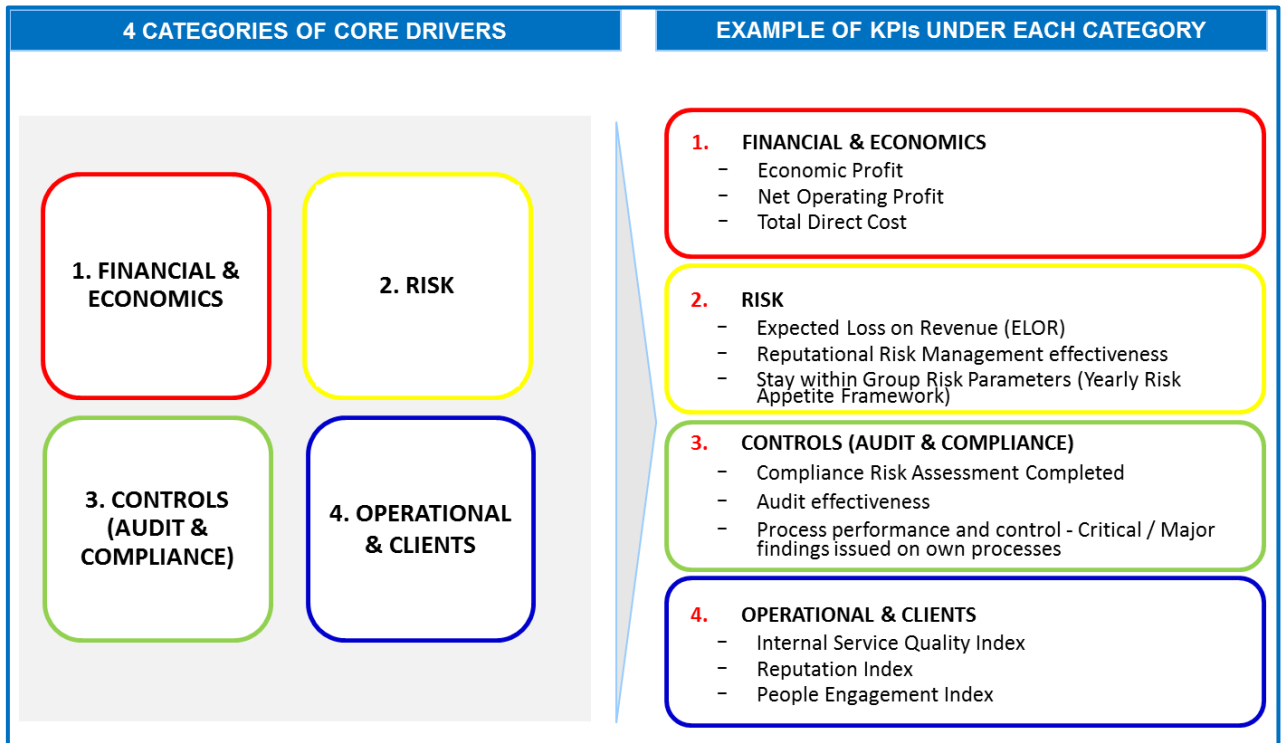 4 CATEGORIES OF CORE DRIVERS
EXAMPLE OF KPIs UNDER EACH CATEGORY
1. FINANCIAL &
ECONOMICS
2. RISK
3. CONTROLS
(AUDIT &
COMPLIANCE)
4. OPERATIONAL
& CLIENTS
1. FINANCIAL & ECONOMICS
− Economic Profit
− Net Operating Profit
− Total Direct Cost
2. RISK
− Expected Loss on Revenue (ELOR)
− Reputational Risk Management effectiveness
− Stay within Group Risk Parameters (Yearly Risk
Appetite Framework)
3. CONTROLS (AUDIT & COMPLIANCE)
− Compliance Risk Assessment Completed
− Audit effectiveness
− Process performance and control - Critical / Major
findings issued on own processes
4. OPERATIONAL & CLIENTS
− Internal Service Quality Index
− Reputation Index
− People Engagement Index